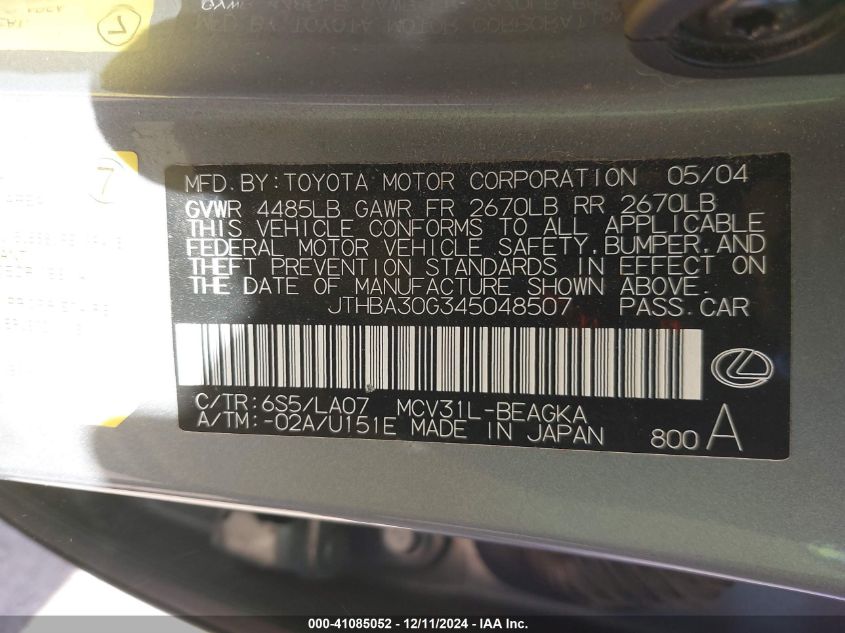 7
MFD. BY: TOYOTA MOTOR CORPORATION 05/04
GVWR 4485LB GAWR FR 2670LB RR 2670LB
THIS VEHICLE CONFORMS TO ALL APPLICABLE
FEDERAL MOTOR VEHICLE SAFETY, BUMPER, AND
THEFT PREVENTION STANDARDS IN EFFECT ON
THE DATE OF MANUFACTURE SHOWN ABOVE.
JTHBA30G345048507 PASS. CAR
C/TR: 6S5/LA07 MCV31L-BEAGKA
A/TM: -02A/U151E MADE IN JAPAN 800 A
000-41085052 - 12/11/2024 - IAA Inc.